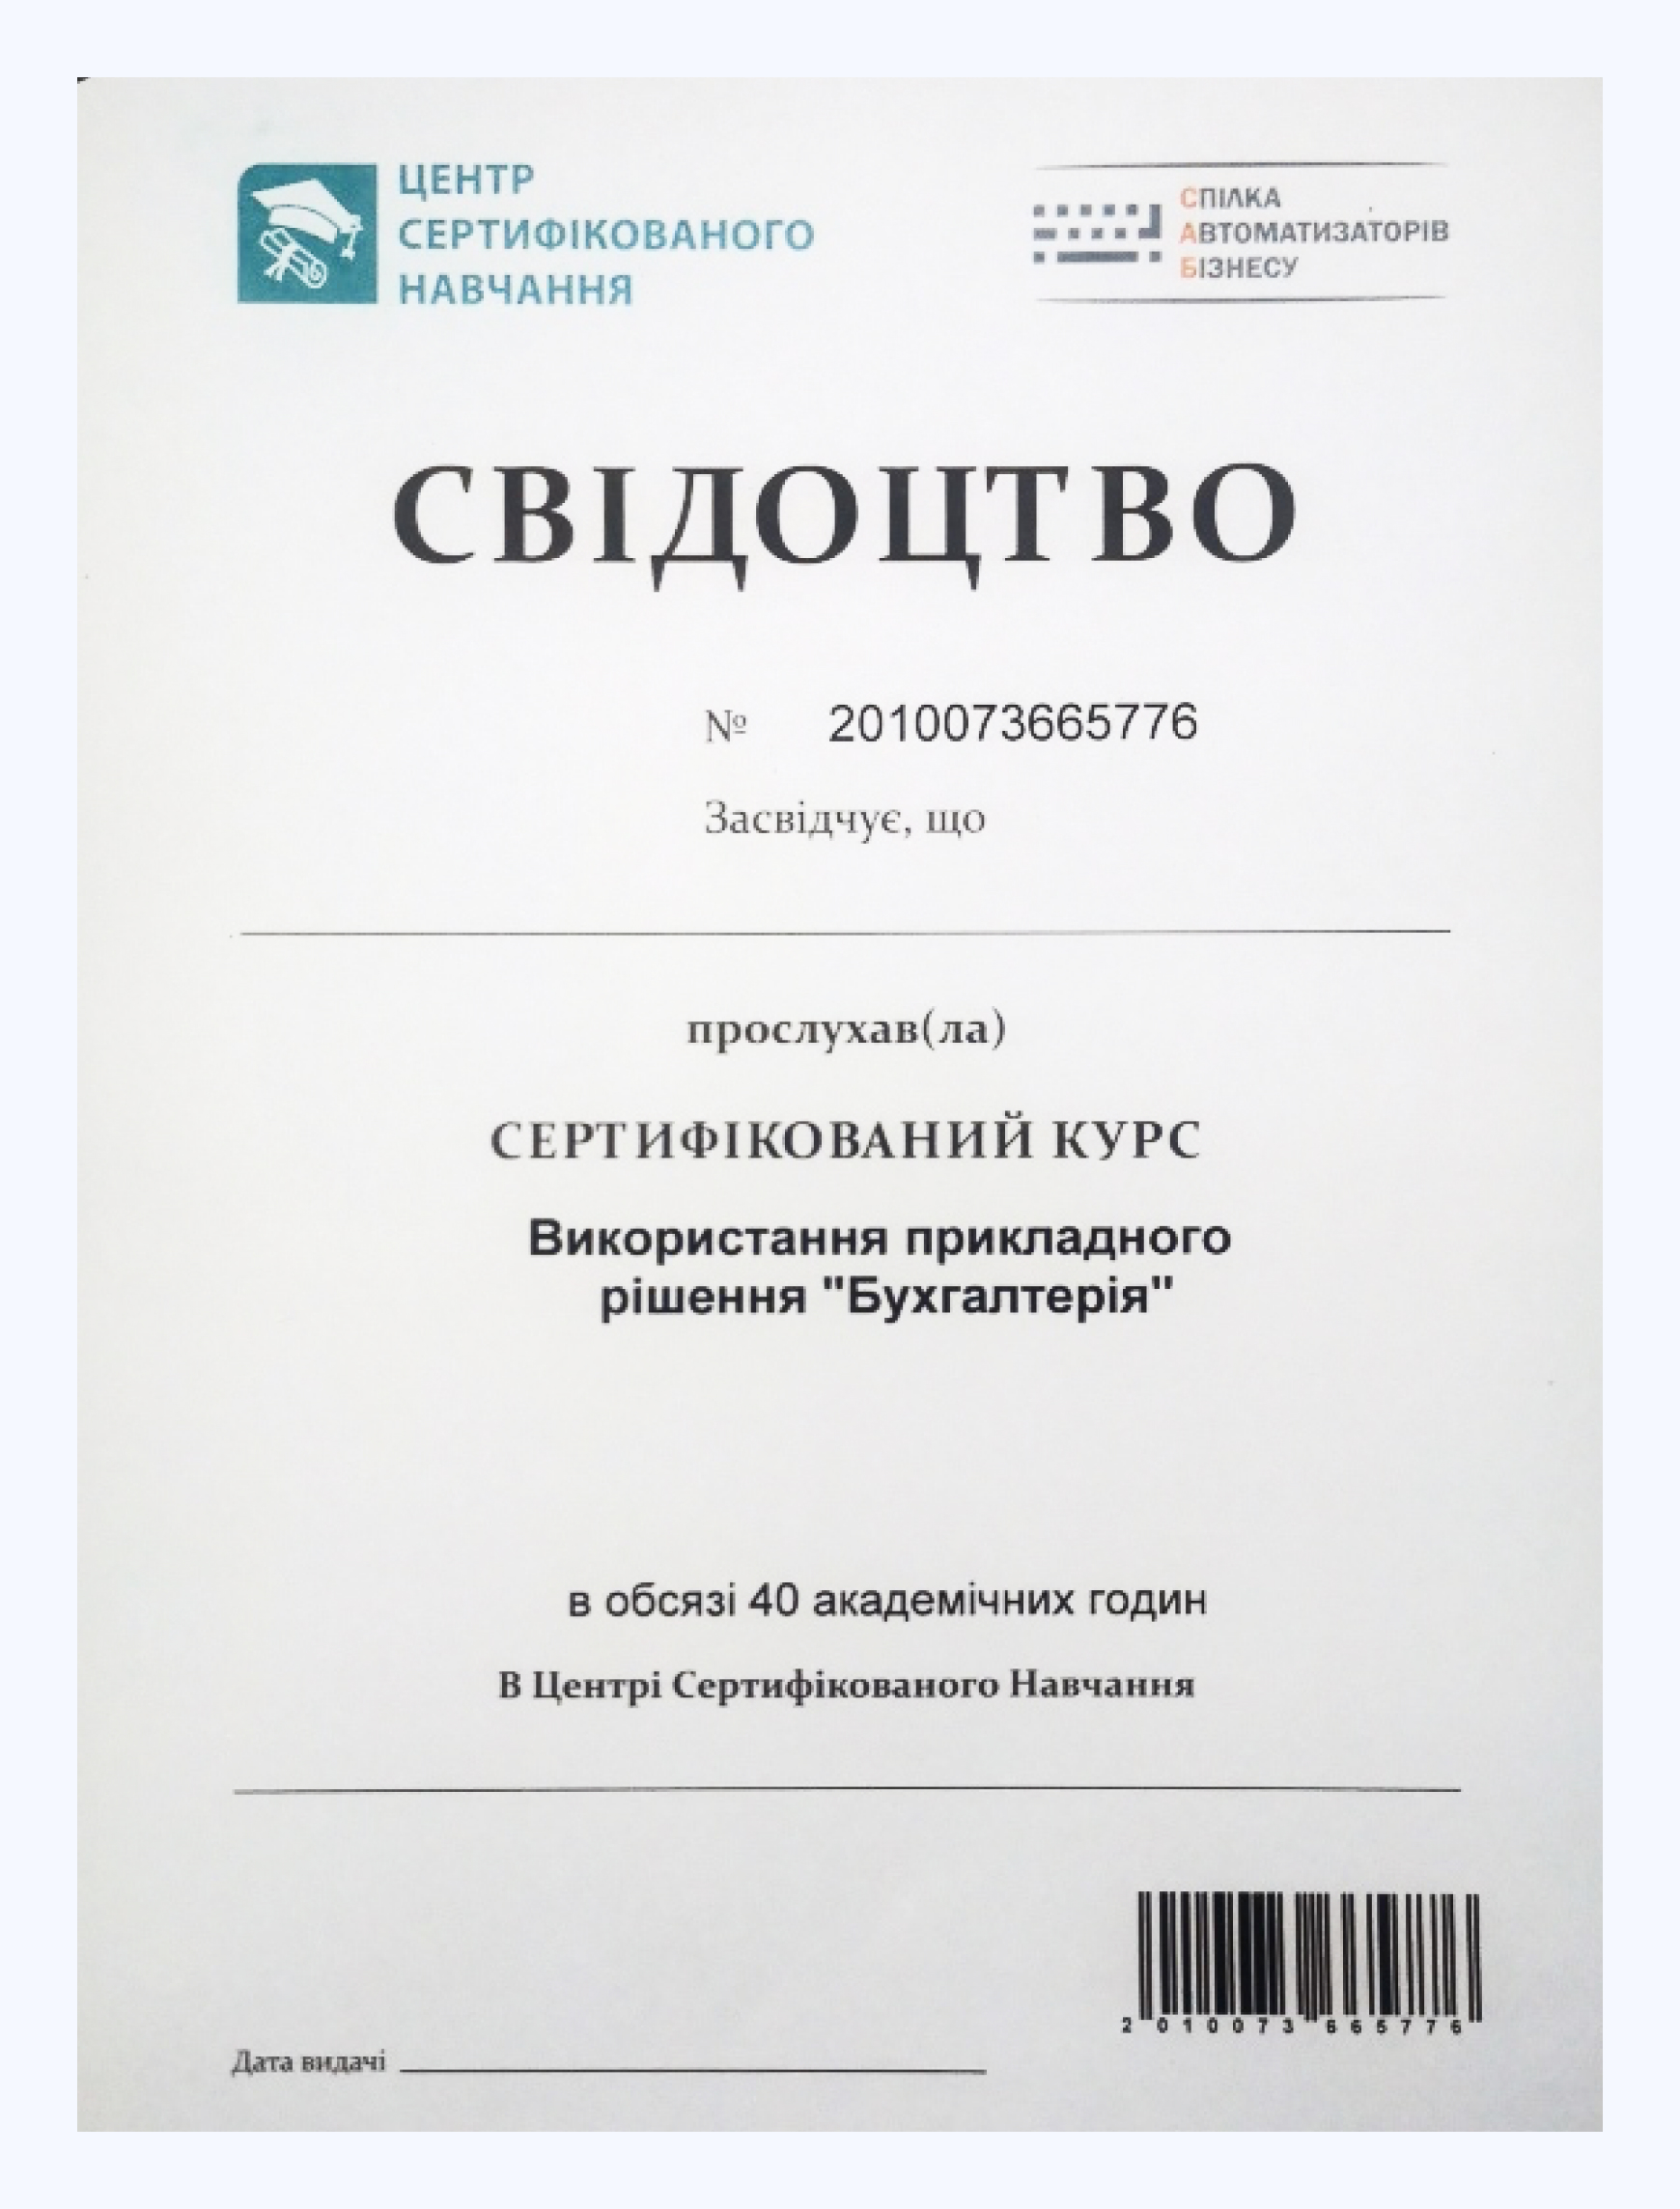 ЦЕНТР
СЕРТИФІКОВАНОГО
НАВЧАННЯ
СПІЛКА
АВТОМАТИЗАТОРІВ
БІЗНЕСУ
СВІДОЦТВО
№ 2010073665776
Засвідчує, що
прослухав(ла)
СЕРТИФІКОВАНИЙ КУРС
Використання прикладного
рішення "Бухгалтерія"
в обсязі 40 академічних годин
В Центрі Сертифікованого Навчання
2 010073 665776
Дата видачі